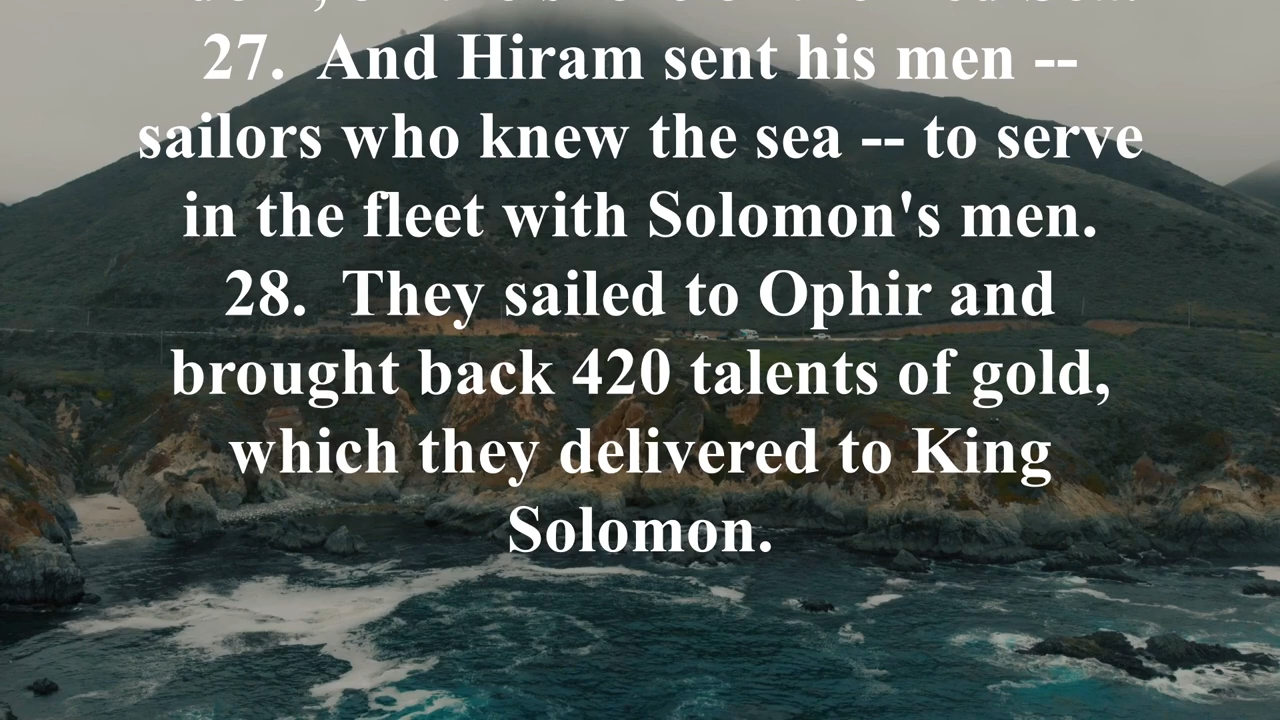 27. And Hiram sent his men --
sailors who knew the sea -- to serve
in the fleet with Solomon's men.
28. They sailed to Ophir and
brought back 420 talents of gold,
which they delivered to King
Solomon.